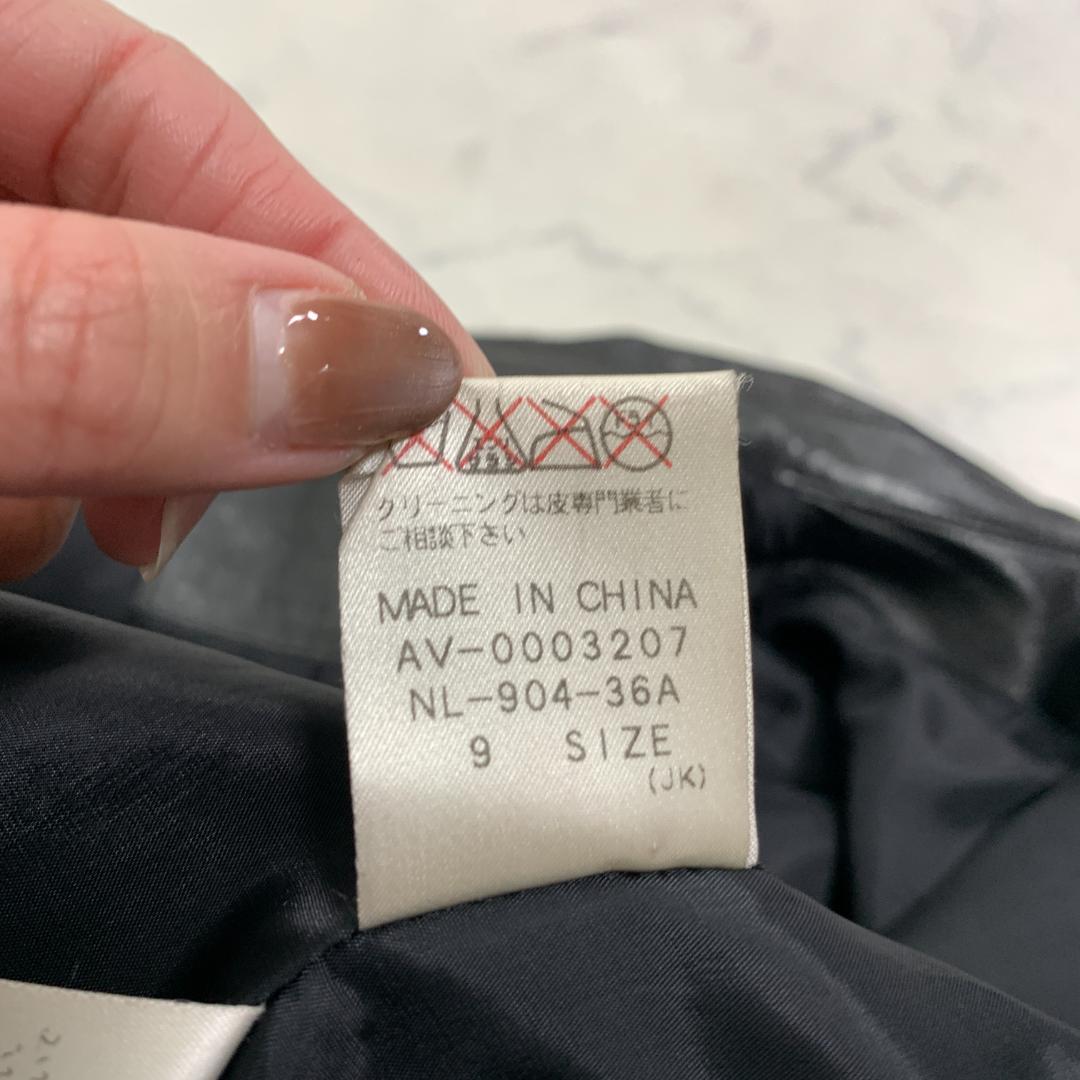 クリーニングは皮専門業者に
ご相談下さい
MADE IN CHINA
AV-0003207
NL-904-36A
9 SIZE
(JK)